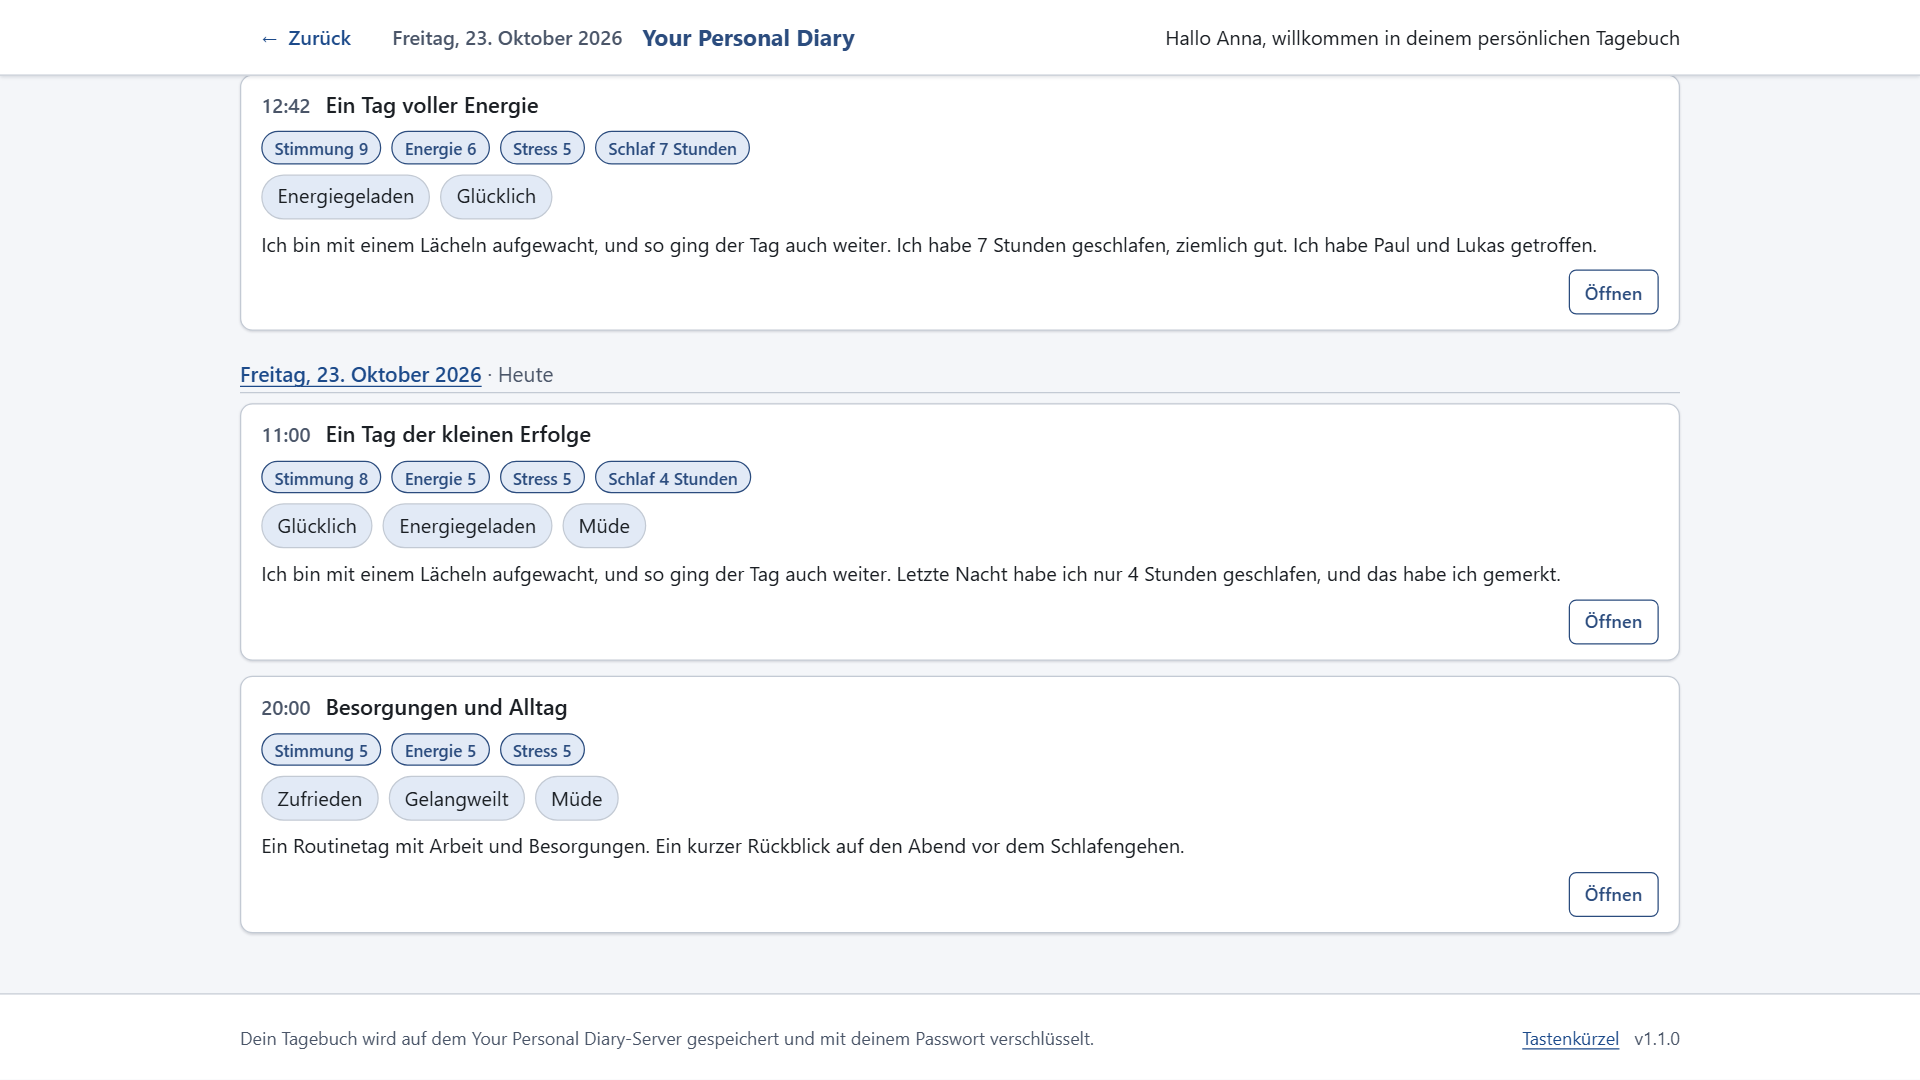 ← Zurück Freitag, 23. Oktober 2026 Your Personal Diary Hallo Anna, willkommen in deinem persönlichen Tagebuch
12:42 Ein Tag voller Energie
Stimmung 9 Energie 6 Stress 5 Schlaf 7 Stunden
Energiegeladen Glücklich
Ich bin mit einem Lächeln aufgewacht, und so ging der Tag auch weiter. Ich habe 7 Stunden geschlafen, ziemlich gut. Ich habe Paul und Lukas getroffen.
Öffnen
Freitag, 23. Oktober 2026 · Heute
11:00 Ein Tag der kleinen Erfolge
Stimmung 8 Energie 5 Stress 5 Schlaf 4 Stunden
Glücklich Energiegeladen Müde
Ich bin mit einem Lächeln aufgewacht, und so ging der Tag auch weiter. Letzte Nacht habe ich nur 4 Stunden geschlafen, und das habe ich gemerkt.
Öffnen
20:00 Besorgungen und Alltag
Stimmung 5 Energie 5 Stress 5
Zufrieden Gelangweilt Müde
Ein Routinetag mit Arbeit und Besorgungen. Ein kurzer Rückblick auf den Abend vor dem Schlafengehen.
Öffnen
Dein Tagebuch wird auf dem Your Personal Diary-Server gespeichert und mit deinem Passwort verschlüsselt. Tastenkürzel v1.1.0